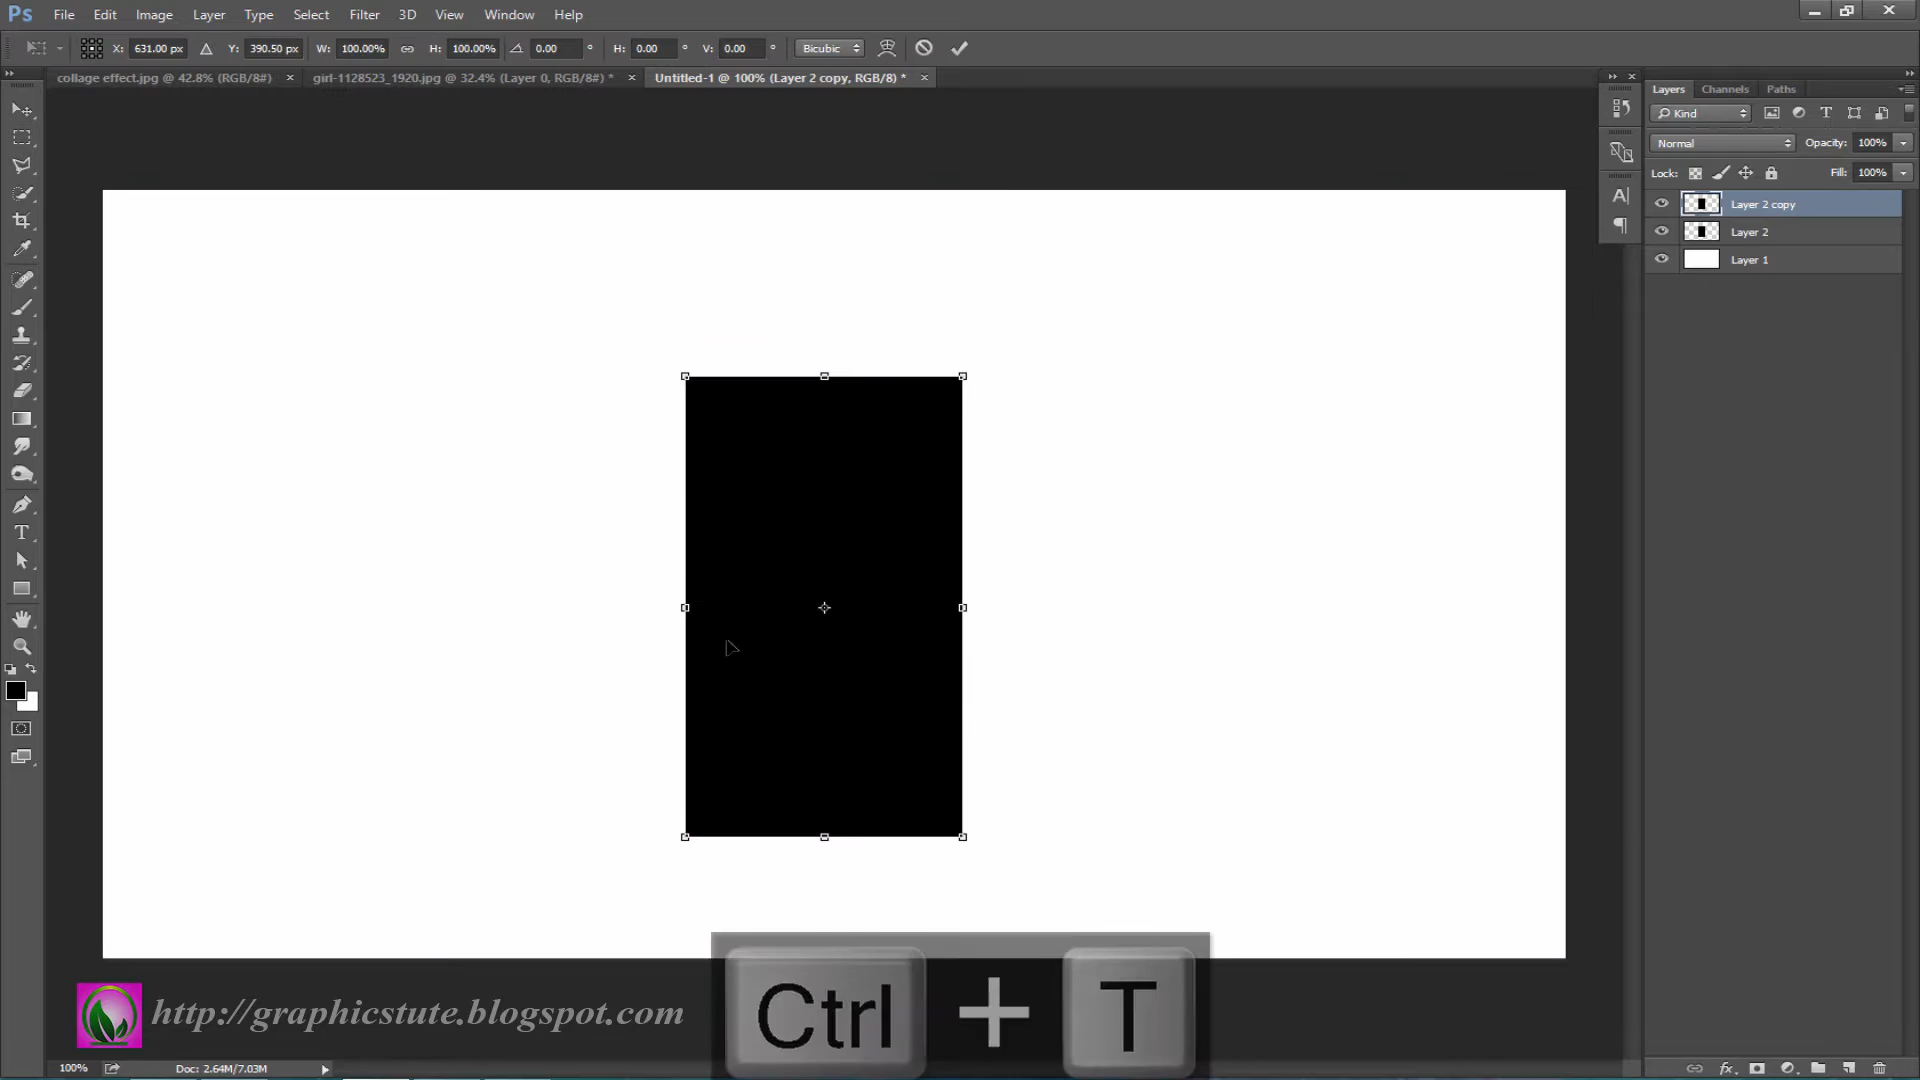 Ps File Edit Image Layer Type Select Filter 3D View Window Help
X: 631.00 px Y: 390.50 px W: 100.00% H: 100.00% 0.00 ° H: 0.00 ° V: 0.00 ° Bicubic
collage effect.jpg @ 42.8% (RGB/8#) × girl-1128523_1920.jpg @ 32.4% (Layer 0, RGB/8#) * × Untitled-1 @ 100% (Layer 2 copy, RGB/8) * ×
Layers Channels Paths
Kind
Normal Opacity: 100%
Lock: Fill: 100%
Layer 2 copy
Layer 2
Layer 1
Ctrl + T
http://graphicstute.blogspot.com
100% Doc: 2.64M/7.03M